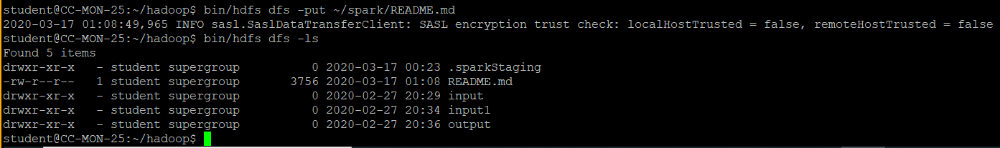 student@CC-MON-25:~/hadoop$ bin/hdfs dfs -put ~/spark/README.md
2020-03-17 01:08:49,965 INFO sasl.SaslDataTransferClient: SASL encryption trust check: localHostTrusted = false, remoteHostTrusted = false
student@CC-MON-25:~/hadoop$ bin/hdfs dfs -ls
Found 5 items
drwxr-xr-x   - student supergroup          0 2020-03-17 00:23 .sparkStaging
-rw-r--r--   1 student supergroup       3756 2020-03-17 01:08 README.md
drwxr-xr-x   - student supergroup          0 2020-02-27 20:29 input
drwxr-xr-x   - student supergroup          0 2020-02-27 20:34 input1
drwxr-xr-x   - student supergroup          0 2020-02-27 20:36 output
student@CC-MON-25:~/hadoop$